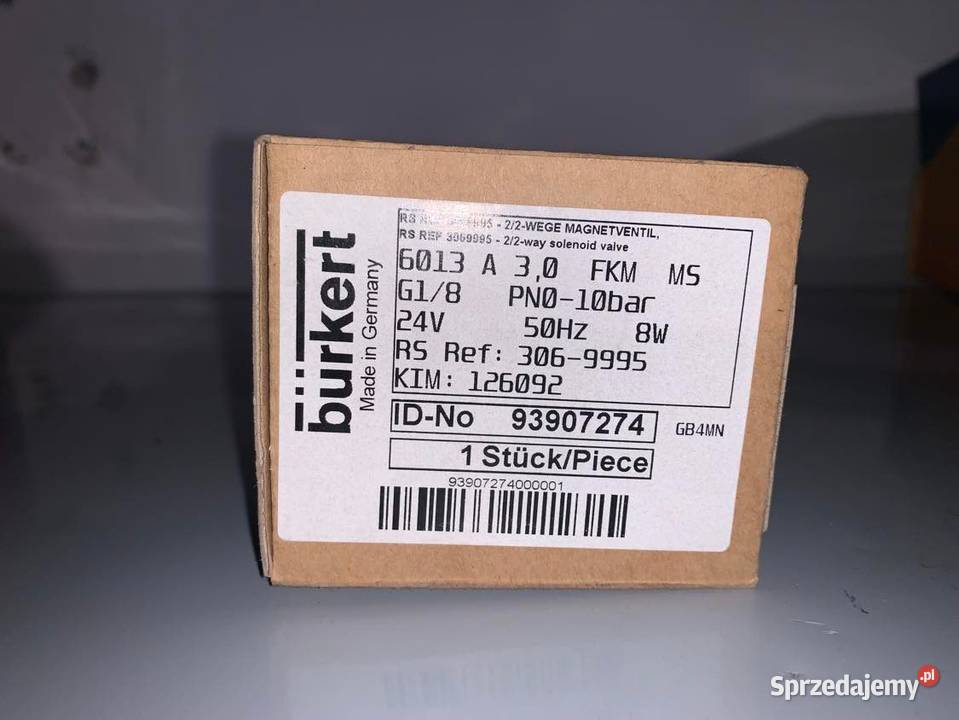 bürkert
Made in Germany
RS - 2/2-WEGE MAGNETVENTIL,
RS REF 3069995 - 2/2-way solenoid valve
6013 A 3,0 FKM MS
G1/8 PN0-10bar
24V 50Hz 8W
RS Ref: 306-9995
KIM: 126092
ID-No 93907274
GB4MN
1 Stück/Piece
93907274000001
Sprzedajemy.pl